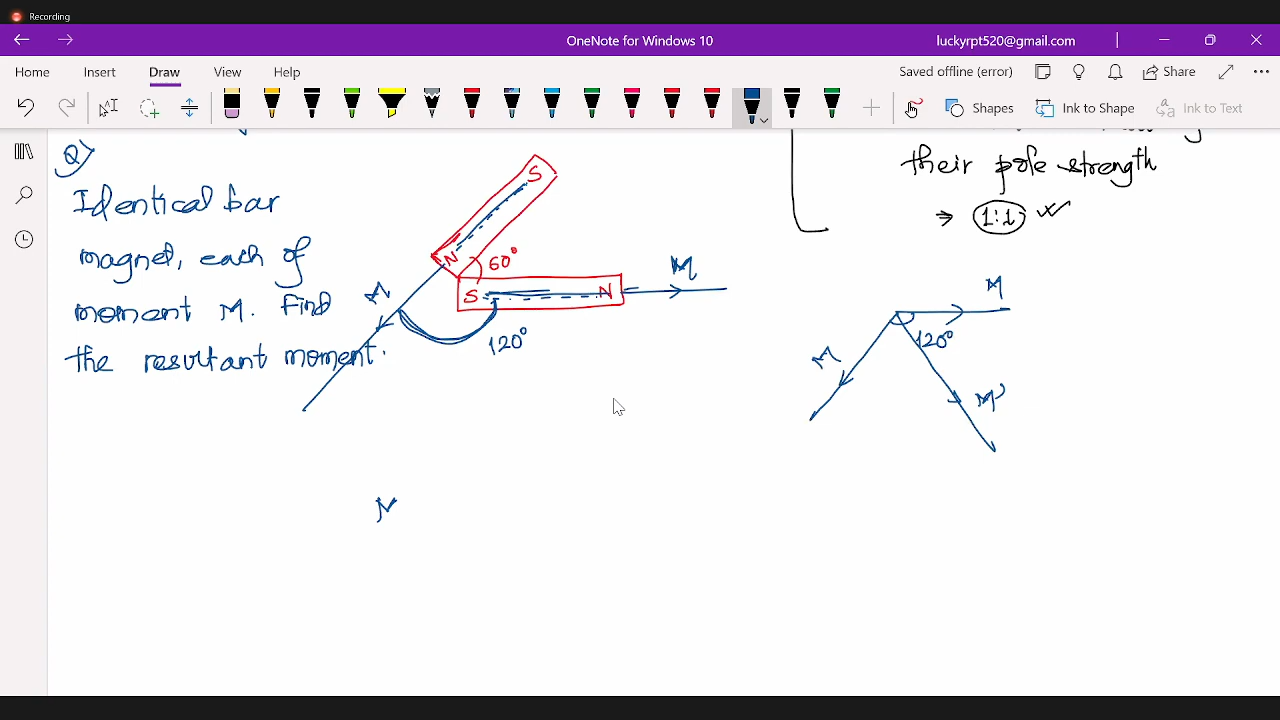 Recording
OneNote for Windows 10
luckyrpt520@gmail.com
Home Insert Draw View Help
Saved offline (error)
Share
Shapes
Ink to Shape
Ink to Text
Q)
Identical bar
magnet, each of
moment M. Find
the resultant moment.
S
N
60°
S
N
M
M
120°
their pole strength
⇒ 1:1
M
120°
M
M'
M